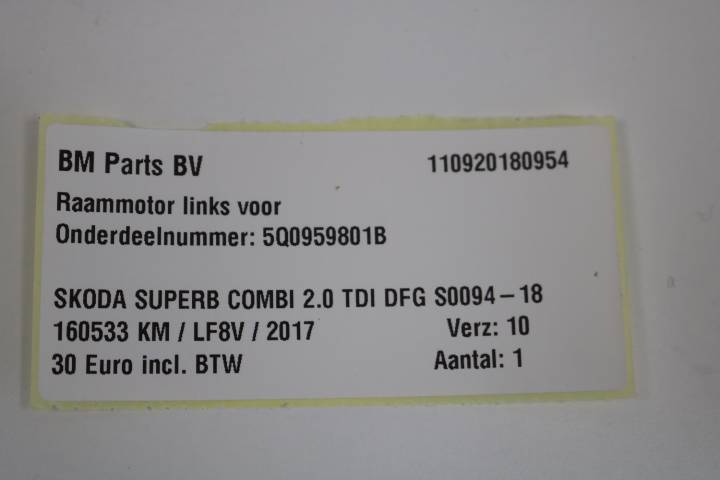 BM Parts BV 110920180954
Raammotor links voor
Onderdeelnummer: 5Q0959801B
SKODA SUPERB COMBI 2.0 TDI DFG S0094-18
160533 KM / LF8V / 2017 Verz: 10
30 Euro incl. BTW Aantal: 1